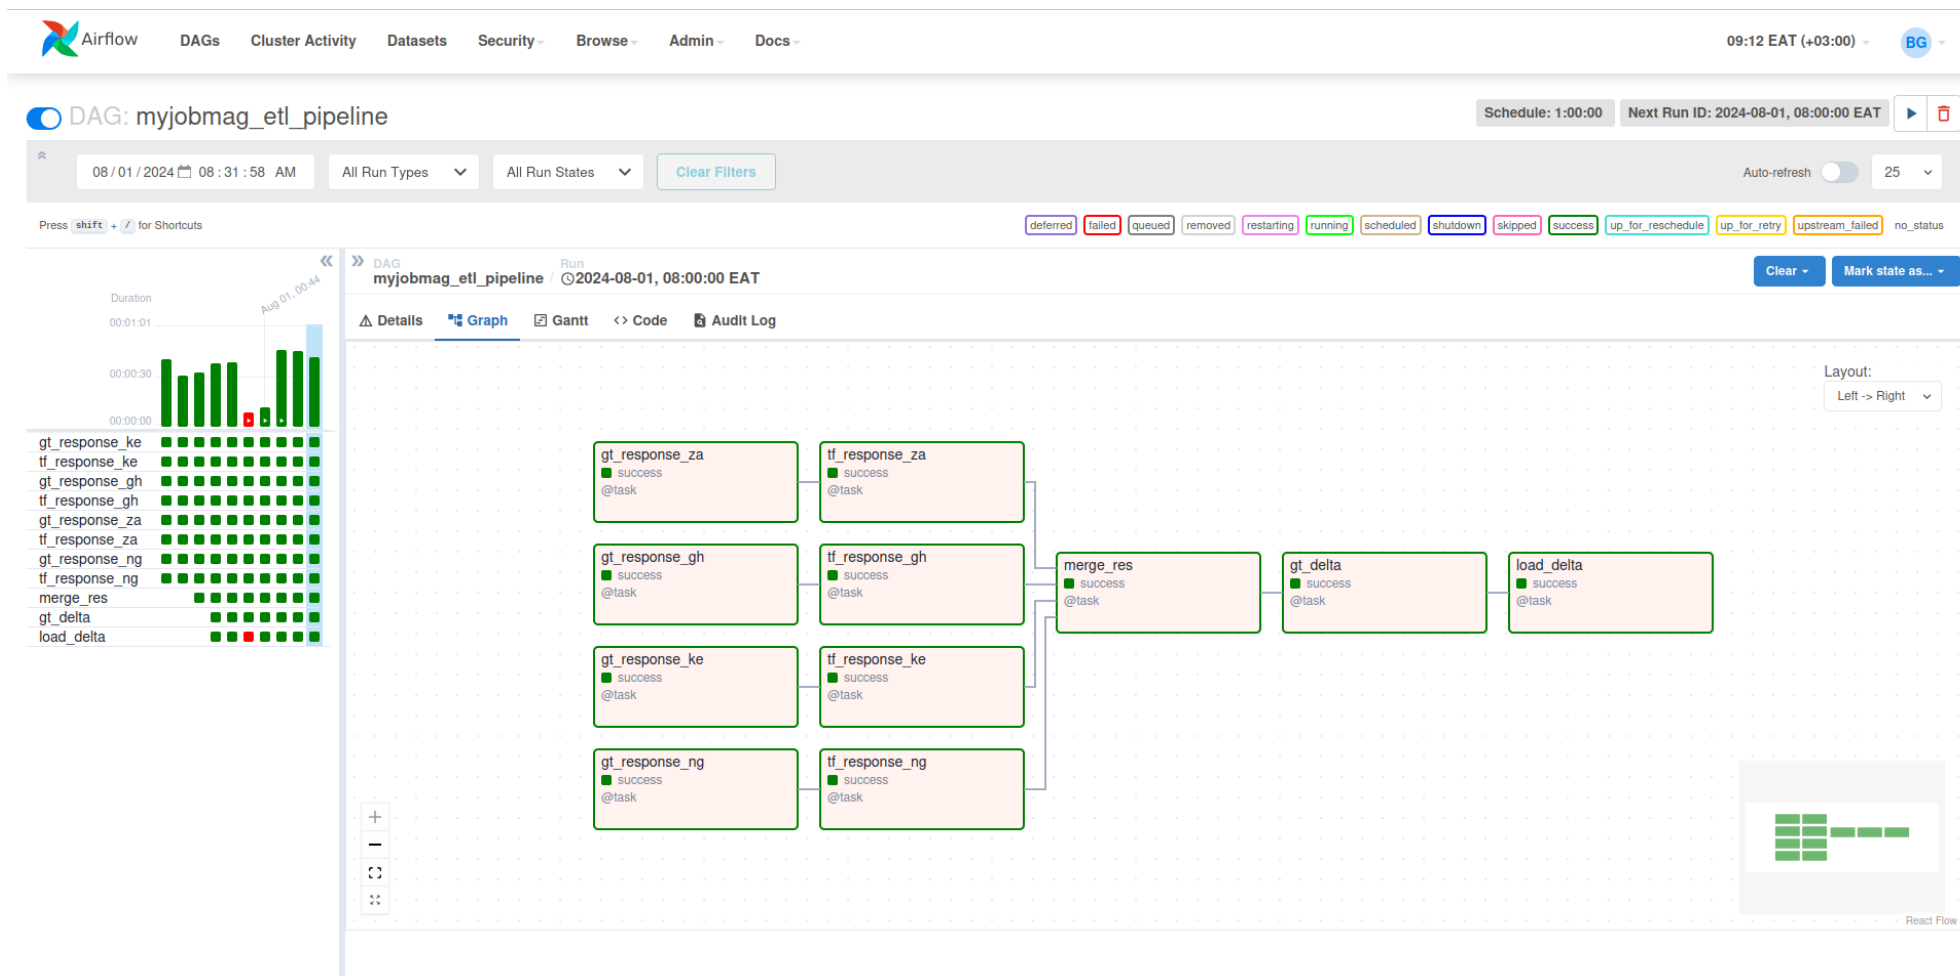 Airflow DAGs Cluster Activity Datasets Security Browse Admin Docs 09:12 EAT (+03:00) BG
DAG: myjobmag_etl_pipeline Schedule: 1:00:00 Next Run ID: 2024-08-01, 08:00:00 EAT
08/01/2024 08:31:58 AM All Run Types All Run States Clear Filters Auto-refresh 25
Press shift + / for Shortcuts deferred failed queued removed restarting running scheduled shutdown skipped success up_for_reschedule up_for_retry upstream_failed no_status
DAG
myjobmag_etl_pipeline /
Run
2024-08-01, 08:00:00 EAT
Clear Mark state as...
Details Graph Gantt Code Audit Log
Aug 01, 00:44
Duration
00:01:01
00:00:30
00:00:00
gt_response_ke
tf_response_ke
gt_response_gh
tf_response_gh
gt_response_za
tf_response_za
gt_response_ng
tf_response_ng
merge_res
gt_delta
load_delta
Layout:
Left -> Right
gt_response_za
success
@task
tf_response_za
success
@task
gt_response_gh
success
@task
tf_response_gh
success
@task
gt_response_ke
success
@task
tf_response_ke
success
@task
gt_response_ng
success
@task
tf_response_ng
success
@task
merge_res
success
@task
gt_delta
success
@task
load_delta
success
@task
React Flow